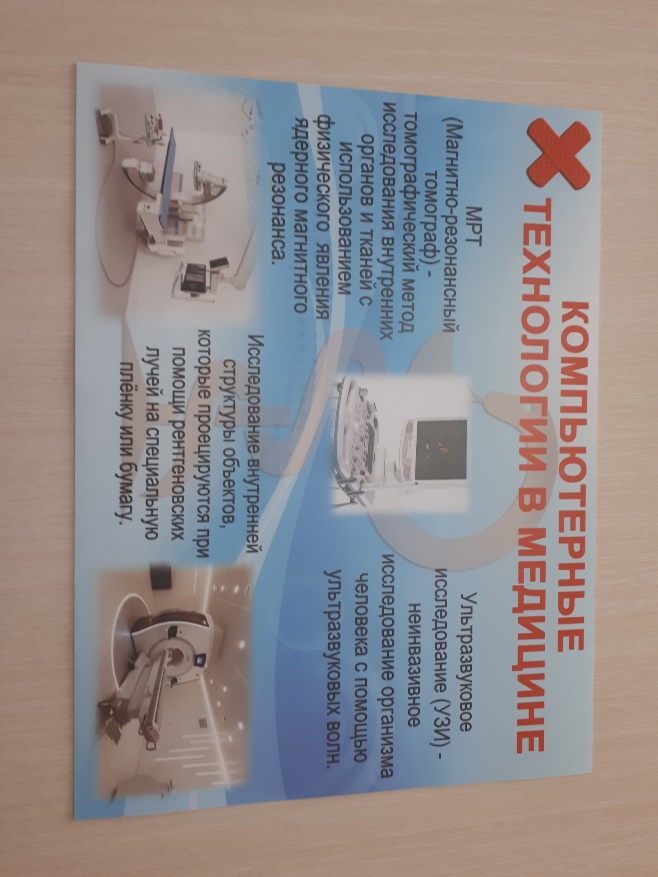 КОМПЬЮТЕРНЫЕ
ТЕХНОЛОГИИ В МЕДИЦИНЕ
МРТ
(Магнитно-резонансный
томограф) -
томографический метод
исследования внутренних
органов и тканей с
использованием
физического явления
ядерного магнитного
резонанса.
Ультразвуковое
исследование (УЗИ) -
неинвазивное
исследование организма
человека с помощью
ультразвуковых волн.
Исследование внутренней
структуры объектов,
которые проецируются при
помощи рентгеновских
лучей на специальную
плёнку или бумагу.